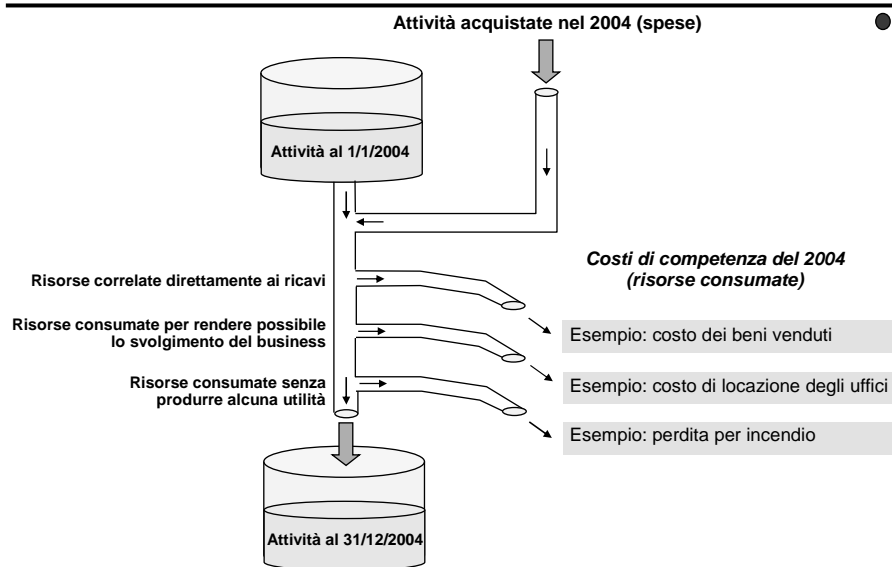 Attività acquistate nel 2004 (spese)
Attività al 1/1/2004
Costi di competenza del 2004
(risorse consumate)
Risorse correlate direttamente ai ricavi
Esempio: costo dei beni venduti
Risorse consumate per rendere possibile
lo svolgimento del business
Esempio: costo di locazione degli uffici
Risorse consumate senza
produrre alcuna utilità
Esempio: perdita per incendio
Attività al 31/12/2004